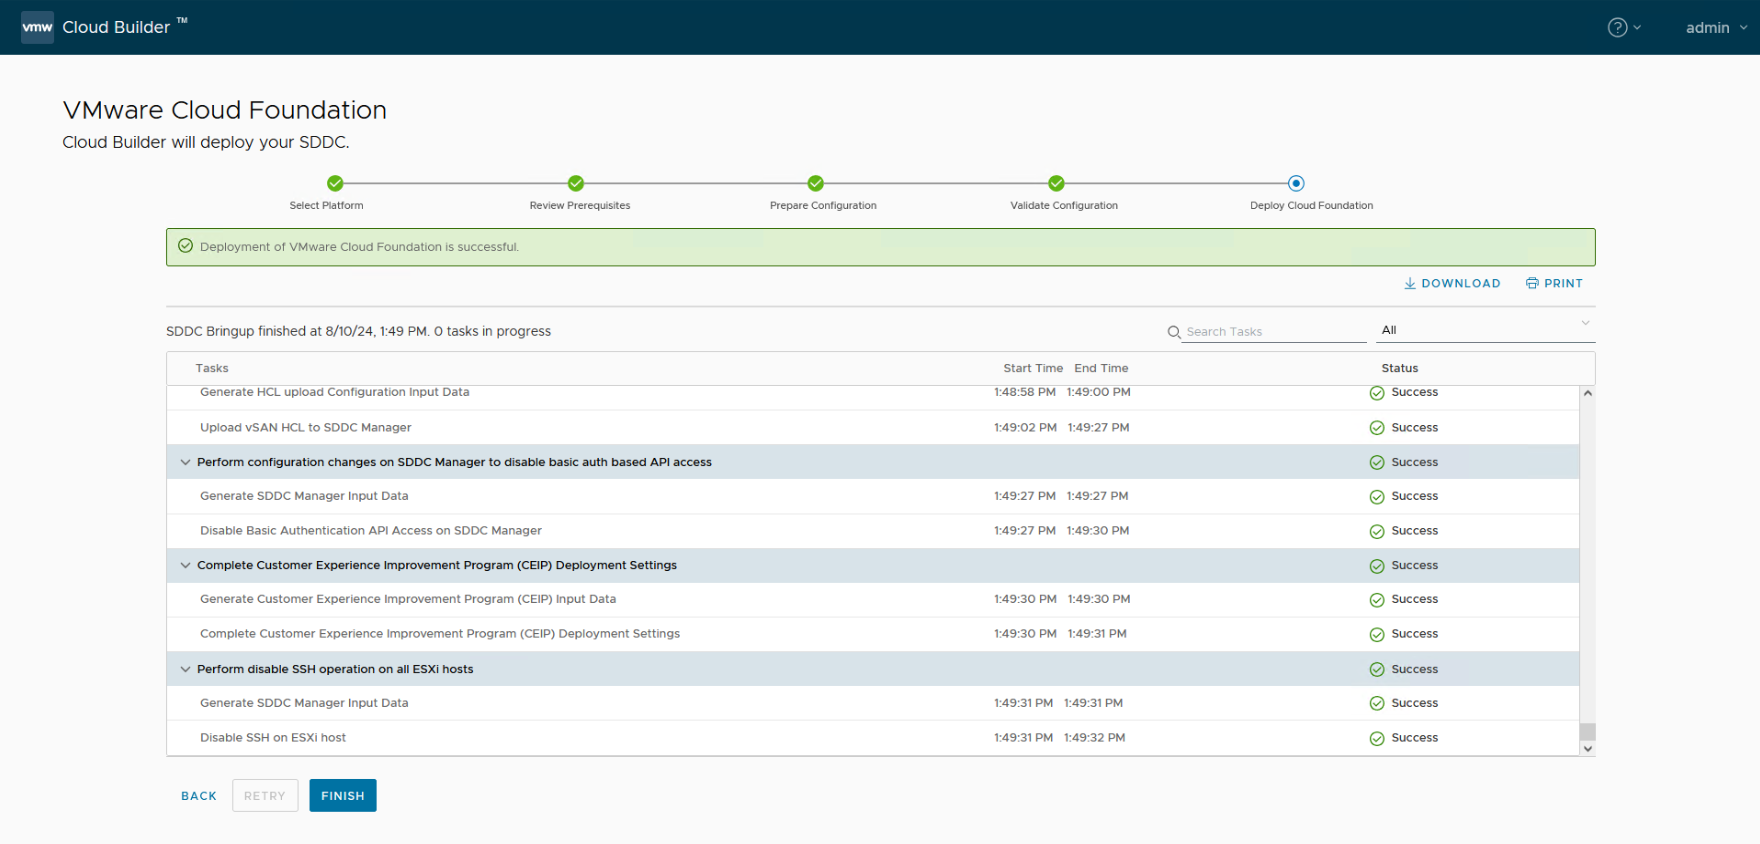 vmw Cloud Builder ™
? admin
VMware Cloud Foundation
Cloud Builder will deploy your SDDC.
Select Platform Review Prerequisites Prepare Configuration Validate Configuration Deploy Cloud Foundation
Deployment of VMware Cloud Foundation is successful.
DOWNLOAD PRINT
SDDC Bringup finished at 8/10/24, 1:49 PM. 0 tasks in progress Search Tasks All
Tasks Start Time End Time Status
Generate HCL upload Configuration Input Data 1:48:58 PM 1:49:00 PM Success
Upload vSAN HCL to SDDC Manager 1:49:02 PM 1:49:27 PM Success
Perform configuration changes on SDDC Manager to disable basic auth based API access Success
Generate SDDC Manager Input Data 1:49:27 PM 1:49:27 PM Success
Disable Basic Authentication API Access on SDDC Manager 1:49:27 PM 1:49:30 PM Success
Complete Customer Experience Improvement Program (CEIP) Deployment Settings Success
Generate Customer Experience Improvement Program (CEIP) Input Data 1:49:30 PM 1:49:30 PM Success
Complete Customer Experience Improvement Program (CEIP) Deployment Settings 1:49:30 PM 1:49:31 PM Success
Perform disable SSH operation on all ESXi hosts Success
Generate SDDC Manager Input Data 1:49:31 PM 1:49:31 PM Success
Disable SSH on ESXi host 1:49:31 PM 1:49:32 PM Success
BACK RETRY FINISH